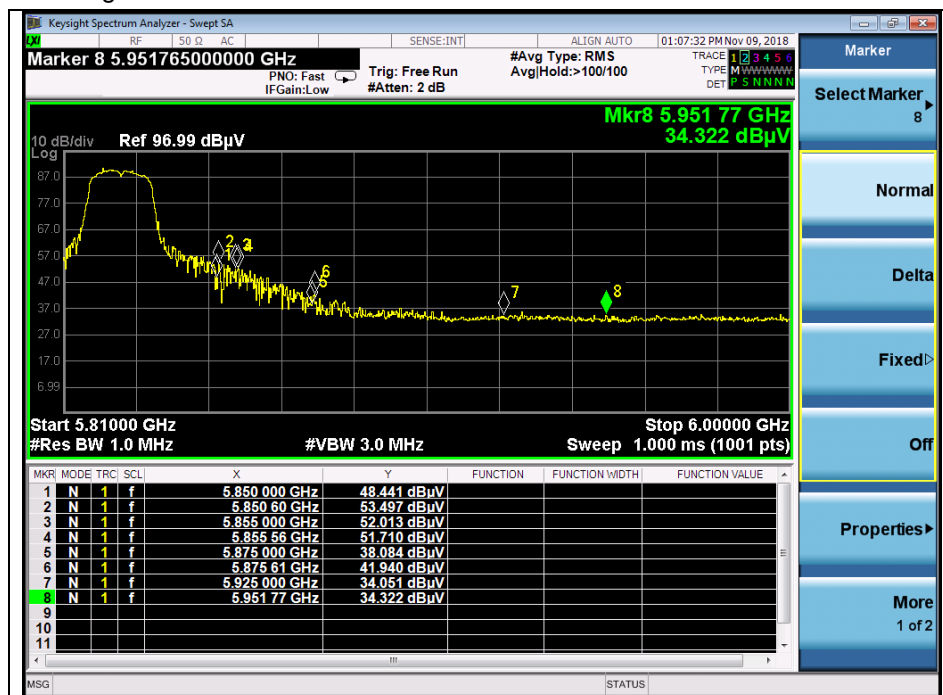 Keysight Spectrum Analyzer - Swept SA
LXI RF 50 Ω AC SENSE:INT ALIGN AUTO 01:07:32 PM Nov 09, 2018
Marker 8 5.951765000000 GHz
PNO: Fast
IFGain:Low
Trig: Free Run
#Atten: 2 dB
#Avg Type: RMS
Avg|Hold:>100/100
TRACE 1 2 3 4 5 6
TYPE M W W W W W
DET P S N N N N
Mkr8 5.951 77 GHz
34.322 dBµV
10 dB/div Ref 96.99 dBµV
Log
87.0
77.0
67.0
57.0
47.0
37.0
27.0
17.0
6.99
2
1
6
5
7
8
Start 5.81000 GHz Stop 6.00000 GHz
#Res BW 1.0 MHz #VBW 3.0 MHz Sweep 1.000 ms (1001 pts)
MKR MODE TRC SCL X Y FUNCTION FUNCTION WIDTH FUNCTION VALUE
1 N 1 f 5.850 000 GHz 48.441 dBµV
2 N 1 f 5.850 60 GHz 53.497 dBµV
3 N 1 f 5.855 000 GHz 52.013 dBµV
4 N 1 f 5.855 56 GHz 51.710 dBµV
5 N 1 f 5.875 000 GHz 38.084 dBµV
6 N 1 f 5.875 61 GHz 41.940 dBµV
7 N 1 f 5.925 000 GHz 34.051 dBµV
8 N 1 f 5.951 77 GHz 34.322 dBµV
9
10
11
MSG STATUS
Marker
Select Marker
8
Normal
Delta
Fixed
Off
Properties
More
1 of 2